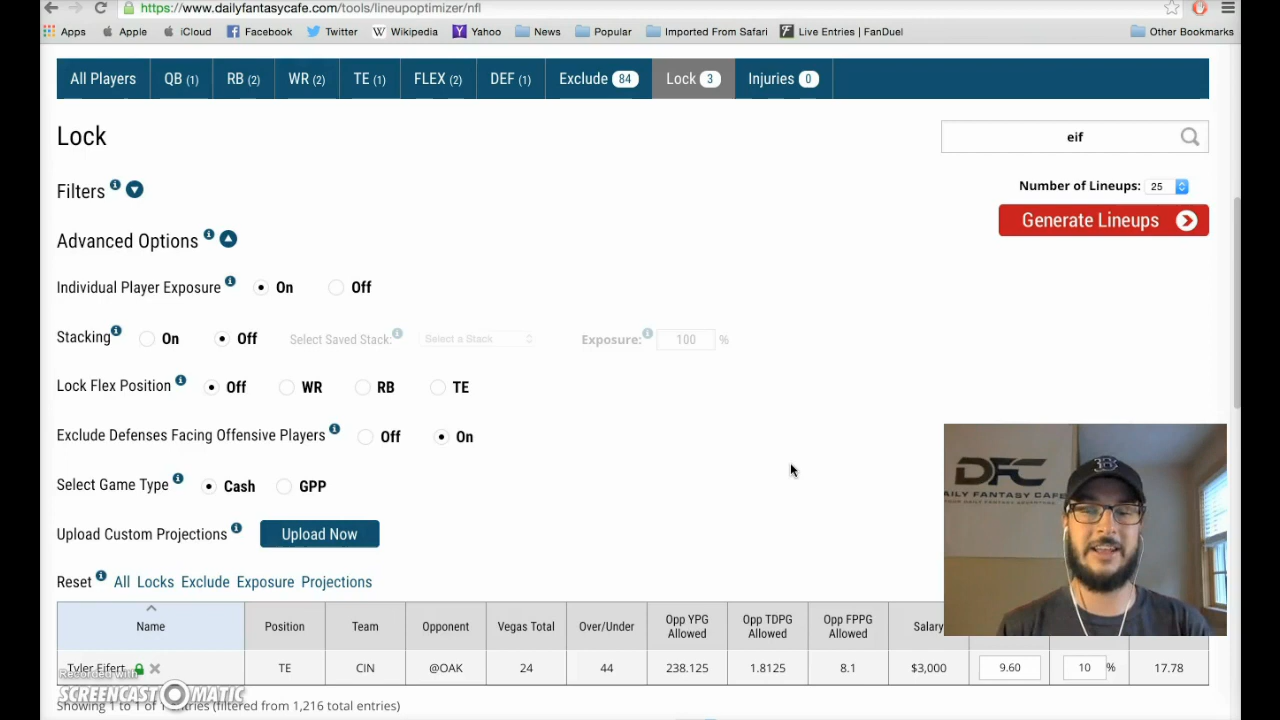 https://www.dailyfantasycafe.com/tools/lineupoptimizer/nfl
Apps Apple iCloud Facebook Twitter Wikipedia Yahoo News Popular Imported From Safari Live Entries | FanDuel Other Bookmarks
All Players QB (1) RB (2) WR (2) TE (1) FLEX (2) DEF (1) Exclude 84 Lock 3 Injuries 0
Lock
eif
Filters
Number of Lineups: 25
Generate Lineups
Advanced Options
Individual Player Exposure On Off
Stacking On Off Select Saved Stack: Select a Stack Exposure: 100 %
Lock Flex Position Off WR RB TE
Exclude Defenses Facing Offensive Players Off On
Select Game Type Cash GPP
Upload Custom Projections Upload Now
Reset All Locks Exclude Exposure Projections
DFC
DAILY FANTASY CAFE
Name Position Team Opponent Vegas Total Over/Under Opp YPG Allowed Opp TDPG Allowed Opp FPPG Allowed Salary
Tyler Eifert TE CIN @OAK 24 44 238.125 1.8125 8.1 $3,000 9.60 10 % 17.78
Recorded with
SCREENCAST-O-MATIC
Showing 1 to 1 of 1 entries (filtered from 1,216 total entries)